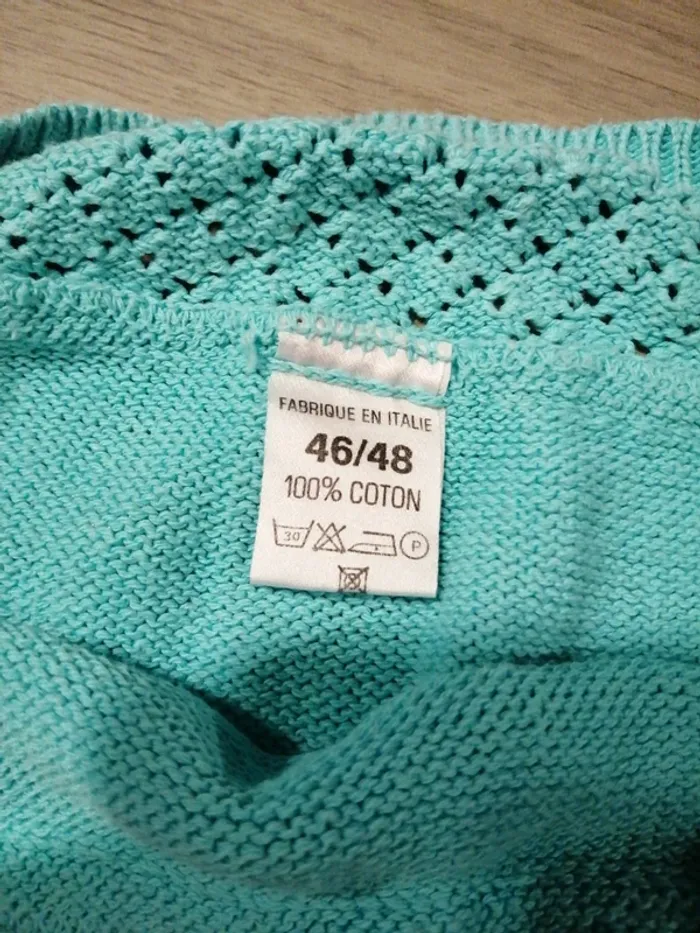 FABRIQUE EN ITALIE
46/48
100% COTON
30 P